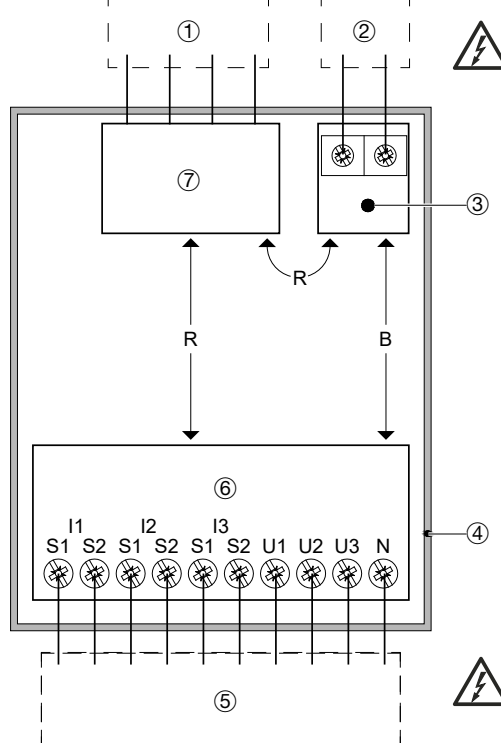 ① ②
⑦
③
R
R B
⑥
I1 I2 I3
S1 S2 S1 S2 S1 S2 U1 U2 U3 N
④
⑤